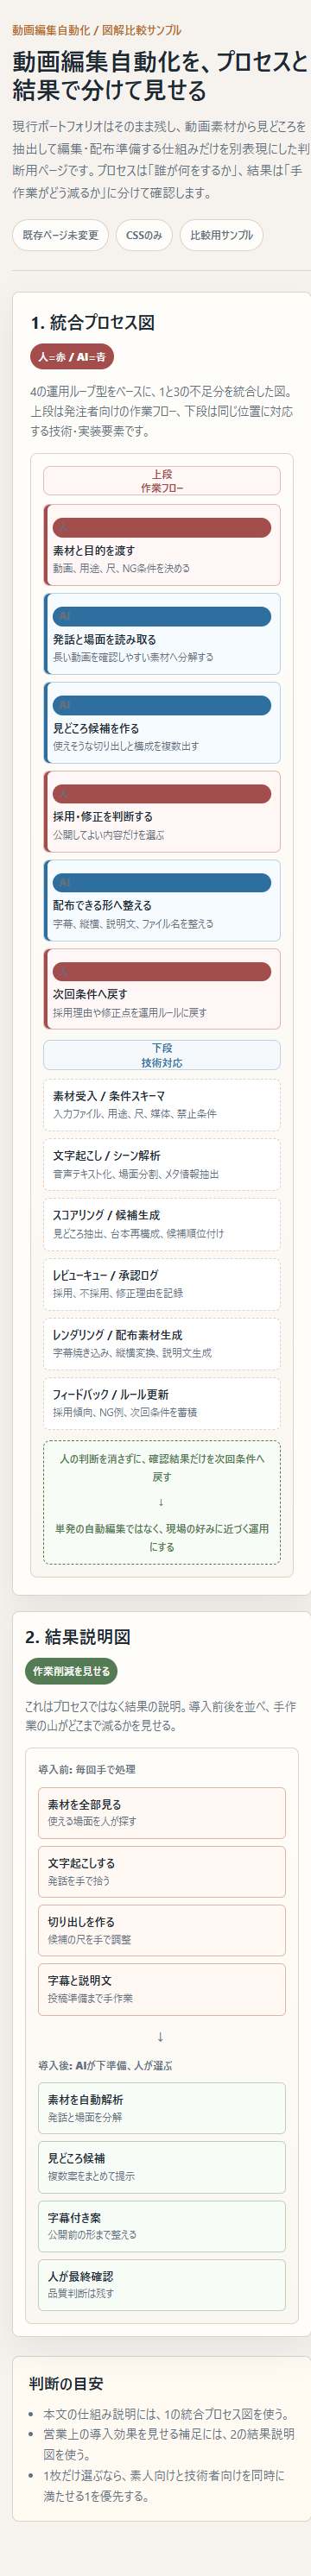 動画編集自動化 / 図解比較サンプル
動画編集自動化を、プロセスと
結果で分けて見せる
現行ポートフォリオはそのまま残し、動画素材から見どころを
抽出して編集・配布準備する仕組みだけを別表現にした判
断用ページです。プロセスは「誰が何をするか」、結果は「手
作業がどう減るか」に分けて確認します。
既存ページ未変更
CSSのみ
比較用サンプル
1. 統合プロセス図
人=赤 / AI=青
4の運用ループ型をベースに、1と3の不足分を統合した図。
上段は発注者向けの作業フロー、下段は同じ位置に対応
する技術・実装要素です。
上段
作業フロー
人
素材と目的を渡す
動画、用途、尺、NG条件を決める
AI
発話と場面を読み取る
長い動画を確認しやすい素材へ分解する
AI
見どころ候補を作る
使えそうな切り出しと構成を複数出す
人
採用・修正を判断する
公開してよい内容だけを選ぶ
AI
配布できる形へ整える
字幕、縦横、説明文、ファイル名を整える
人
次回条件へ戻す
採用理由や修正点を運用ルールに戻す
下段
技術対応
素材受入 / 条件スキーマ
入力ファイル、用途、尺、媒体、禁止条件
文字起こし / シーン解析
音声テキスト化、場面分割、メタ情報抽出
スコアリング / 候補生成
見どころ抽出、台本再構成、候補順位付け
レビューキュー / 承認ログ
採用、不採用、修正理由を記録
レンダリング / 配布素材生成
字幕焼き込み、縦横変換、説明文生成
フィードバック / ルール更新
採用傾向、NG例、次回条件を蓄積
人の判断を消さずに、確認結果だけを次回条件へ
戻す
↓
単発の自動編集ではなく、現場の好みに近づく運用
にする
2. 結果説明図
作業削減を見せる
これはプロセスではなく結果の説明。導入前後を並べ、手作
業の山がどこまで減るかを見せる。
導入前: 毎回手で処理
素材を全部見る
使える場面を人が探す
文字起こしする
発話を手で拾う
切り出しを作る
候補の尺を手で調整
字幕と説明文
投稿準備まで手作業
↓
導入後: AIが下準備、人が選ぶ
素材を自動解析
発話と場面を分解
見どころ候補
複数案をまとめて提示
字幕付き案
公開前の形まで整える
人が最終確認
品質判断は残す
判断の目安
• 本文の仕組み説明には、1の統合プロセス図を使う。
• 営業上の導入効果を見せる補足には、2の結果説明
図を使う。
• 1枚だけ選ぶなら、素人向けと技術者向けを同時に
満たせる1を優先する。